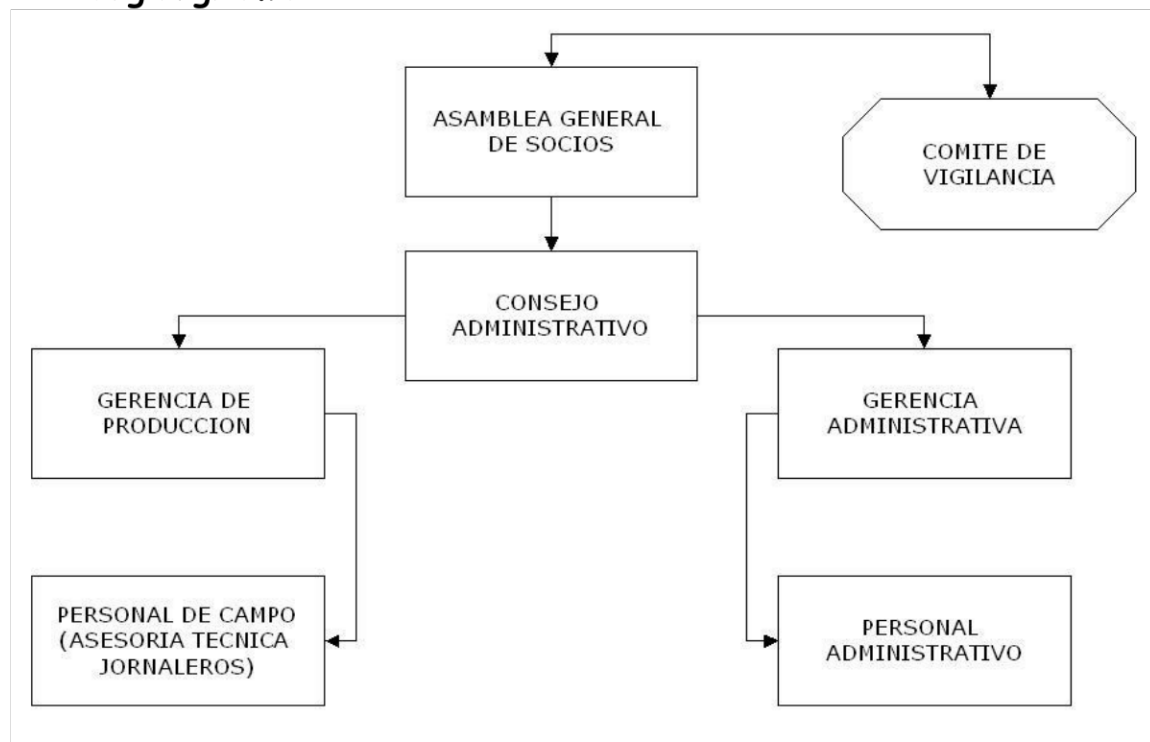 ASAMBLEA GENERAL
DE SOCIOS
COMITE DE
VIGILANCIA
CONSEJO
ADMINISTRATIVO
GERENCIA DE
PRODUCCION
GERENCIA
ADMINISTRATIVA
PERSONAL DE CAMPO
(ASESORIA TECNICA
JORNALEROS)
PERSONAL
ADMINISTRATIVO